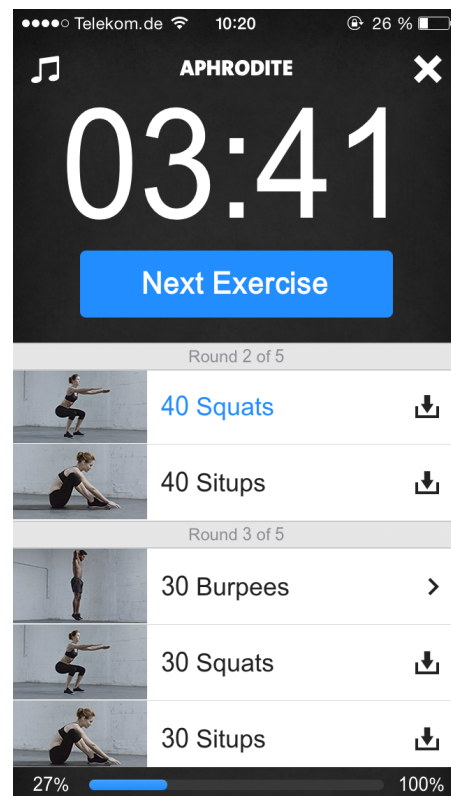 Telekom.de 10:20 26 %
APHRODITE
03:41
Next Exercise
Round 2 of 5
40 Squats
40 Situps
Round 3 of 5
30 Burpees
30 Squats
30 Situps
27% 100%